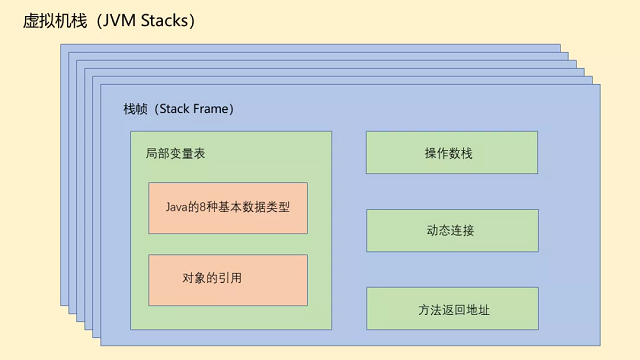 虚拟机栈（JVM Stacks）
栈帧（Stack Frame）
局部变量表
Java的8种基本数据类型
对象的引用
操作数栈
动态连接
方法返回地址